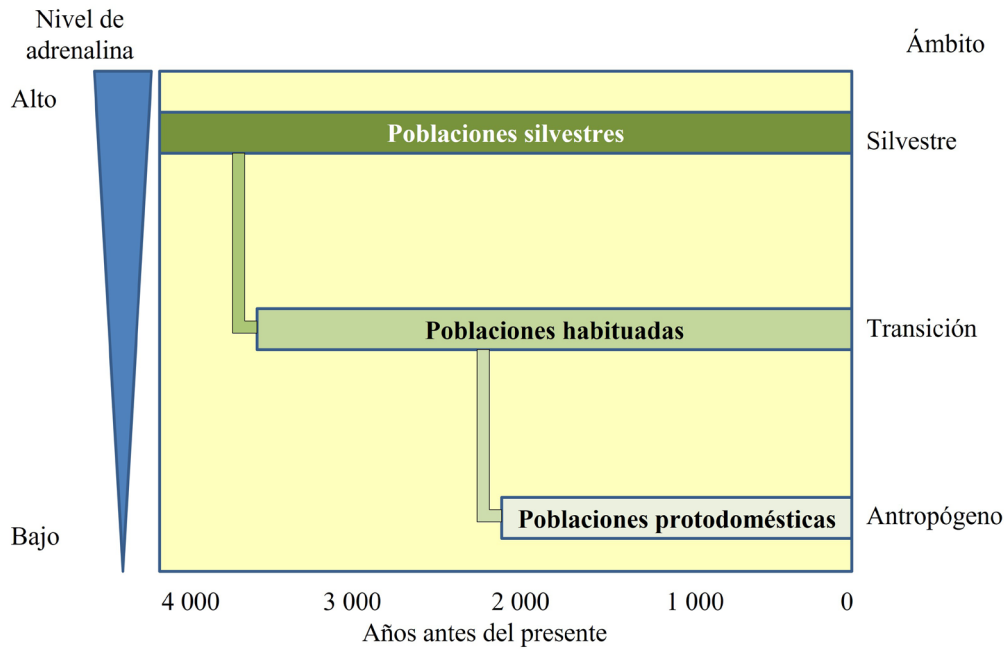 Nivel de
adrenalina
Ámbito
Alto
Poblaciones silvestres
Silvestre
Poblaciones habituadas
Transición
Poblaciones protodomésticas
Antropógeno
Bajo
4 000 3 000 2 000 1 000 0
Años antes del presente